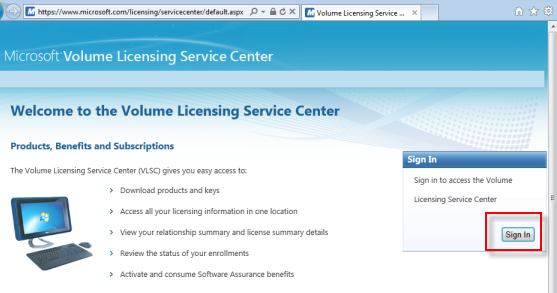 https://www.microsoft.com/licensing/servicecenter/default.aspx
Volume Licensing Service ...
Microsoft Volume Licensing Service Center
Welcome to the Volume Licensing Service Center
Products, Benefits and Subscriptions
The Volume Licensing Service Center (VLSC) gives you easy access to:
Download products and keys
Access all your licensing information in one location
View your relationship summary and license summary details
Review the status of your enrollments
Activate and consume Software Assurance benefits
Sign In
Sign in to access the Volume
Licensing Service Center
Sign In